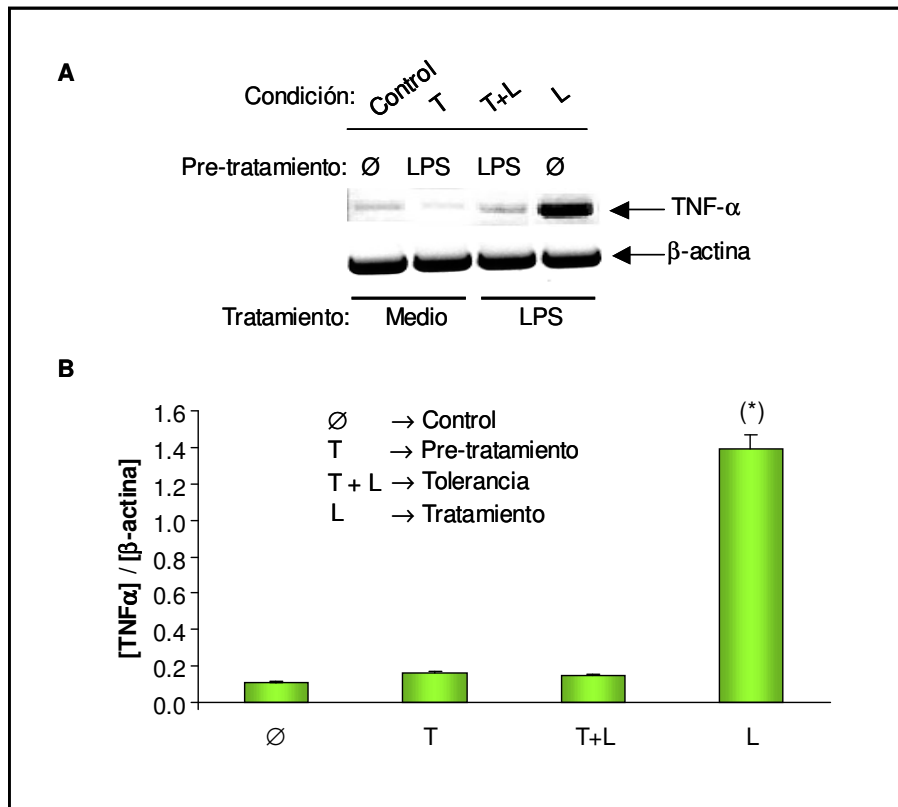 A
Condición: Control T T+L L
Pre-tratamiento: Ø LPS LPS Ø
TNF-α
β-actina
Tratamiento: Medio LPS
B
[TNFα] / [β-actina]
1.6
1.4
1.2
1.0
0.8
0.6
0.4
0.2
0.0
∅ → Control
T → Pre-tratamiento
T + L → Tolerancia
L → Tratamiento
(*)
∅ T T+L L